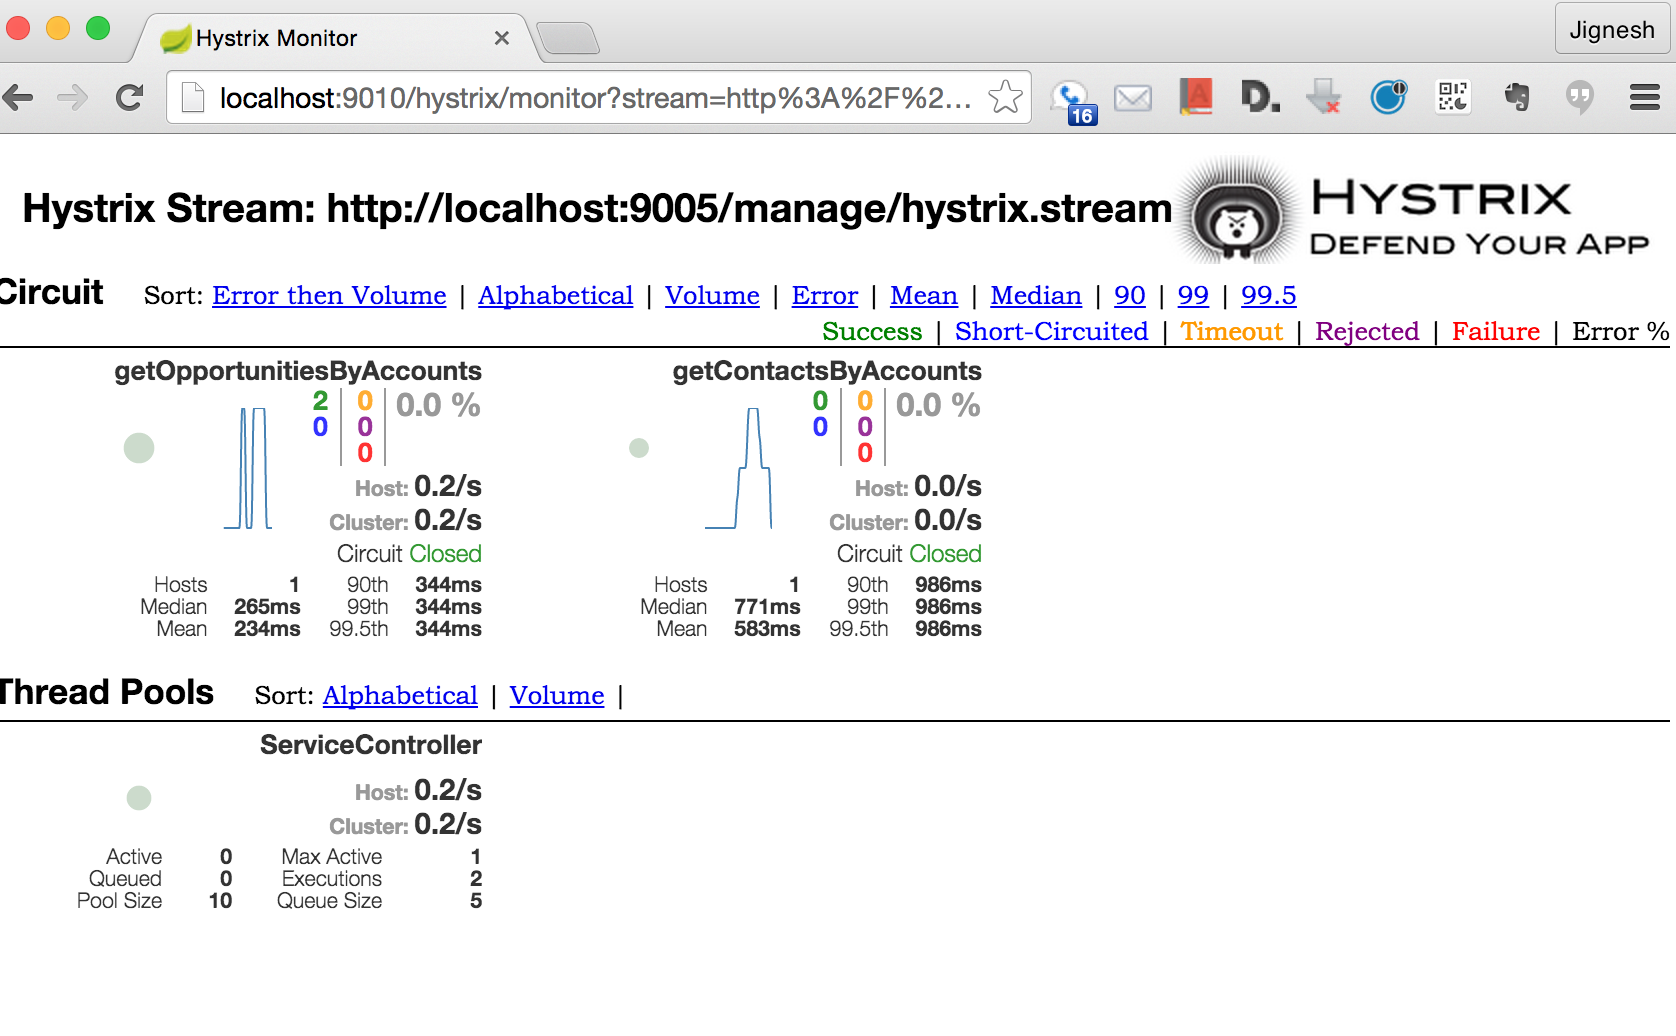 Hystrix Monitor
Jignesh
localhost:9010/hystrix/monitor?stream=http%3A%2F%2...
16
A
D.
Hystrix Stream: http://localhost:9005/manage/hystrix.stream
HYSTRIX
DEFEND YOUR APP
Circuit Sort: Error then Volume | Alphabetical | Volume | Error | Mean | Median | 90 | 99 | 99.5
Success | Short-Circuited | Timeout | Rejected | Failure | Error %
getOpportunitiesByAccounts
2 0 0.0 %
0 0
0
Host: 0.2/s
Cluster: 0.2/s
Circuit Closed
Hosts 1 90th 344ms
Median 265ms 99th 344ms
Mean 234ms 99.5th 344ms
getContactsByAccounts
0 0 0.0 %
0 0
0
Host: 0.0/s
Cluster: 0.0/s
Circuit Closed
Hosts 1 90th 986ms
Median 771ms 99th 986ms
Mean 583ms 99.5th 986ms
Thread Pools Sort: Alphabetical | Volume |
ServiceController
Host: 0.2/s
Cluster: 0.2/s
Active 0 Max Active 1
Queued 0 Executions 2
Pool Size 10 Queue Size 5